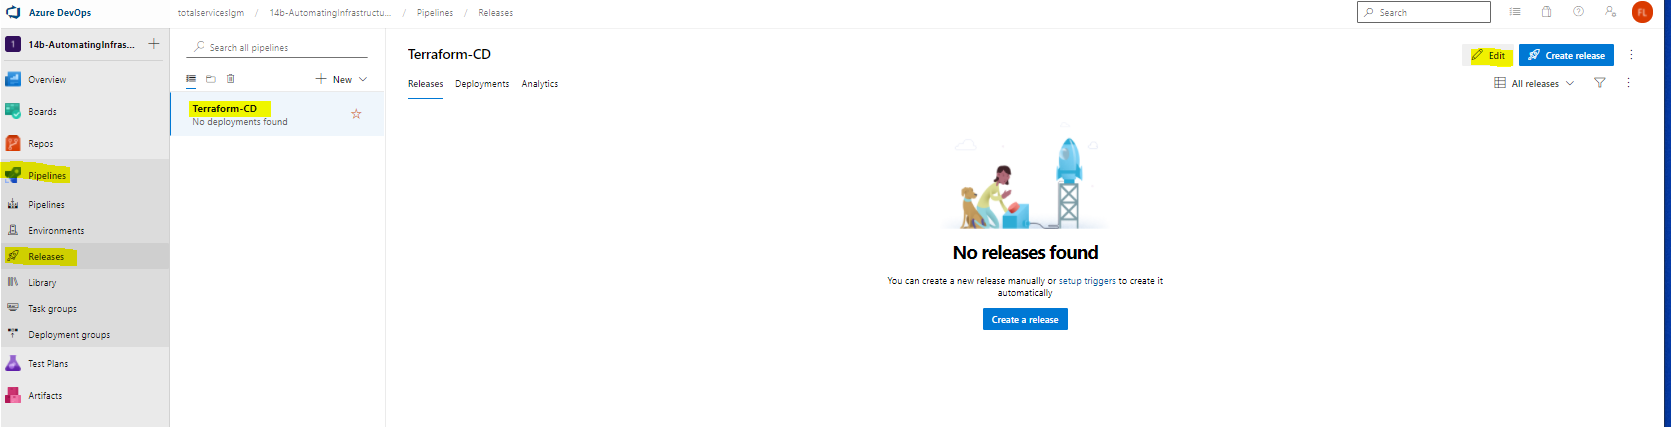 Azure DevOps
totalserviceslgm / 14b-AutomatingInfrastructu... / Pipelines / Releases
Search
FL
1 14b-AutomatingInfras...
Overview
Boards
Repos
Pipelines
Pipelines
Environments
Releases
Library
Task groups
Deployment groups
Test Plans
Artifacts
Search all pipelines
New
Terraform-CD
No deployments found
Terraform-CD
Edit
Create release
Releases Deployments Analytics
All releases
No releases found
You can create a new release manually or setup triggers to create it
automatically
Create a release